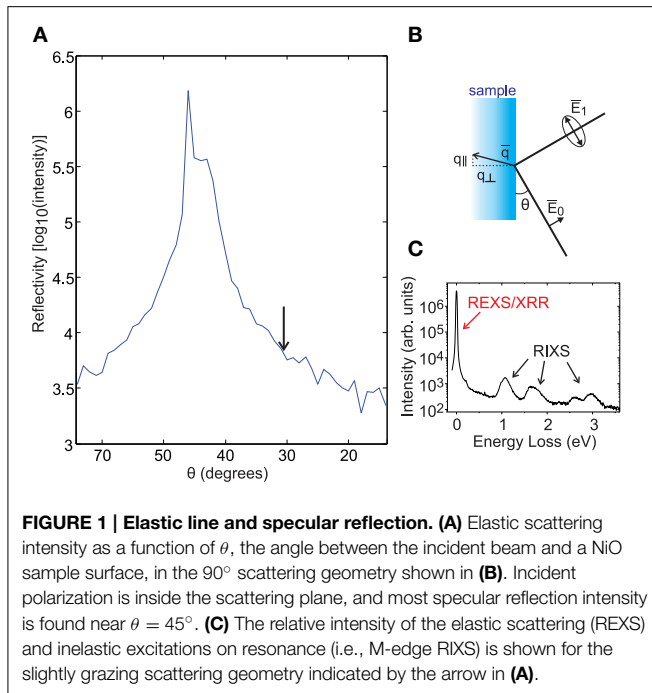 A
B
C
Reflectivity [log10(intensity)]
6.5
6
5.5
5
4.5
4
3.5
3
70 60 50 40 30 20
θ (degrees)
sample
E̅1
q̅
q||
q⊥
θ
E̅0
Intensity (arb. units)
10^6
10^5
10^4
10^3
10^2
REXS/XRR
RIXS
0 1 2 3
Energy Loss (eV)
FIGURE 1 | Elastic line and specular reflection. (A) Elastic scattering
intensity as a function of θ, the angle between the incident beam and a NiO
sample surface, in the 90° scattering geometry shown in (B). Incident
polarization is inside the scattering plane, and most specular reflection intensity
is found near θ = 45°. (C) The relative intensity of the elastic scattering (REXS)
and inelastic excitations on resonance (i.e., M-edge RIXS) is shown for the
slightly grazing scattering geometry indicated by the arrow in (A).